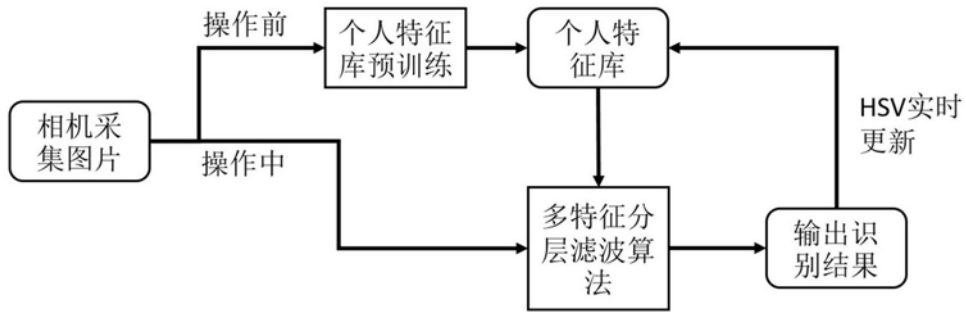 操作前
个人特征
库预训练
个人特
征库
相机采
集图片
操作中
HSV实时
更新
多特征分
层滤波算
法
输出识
别结果